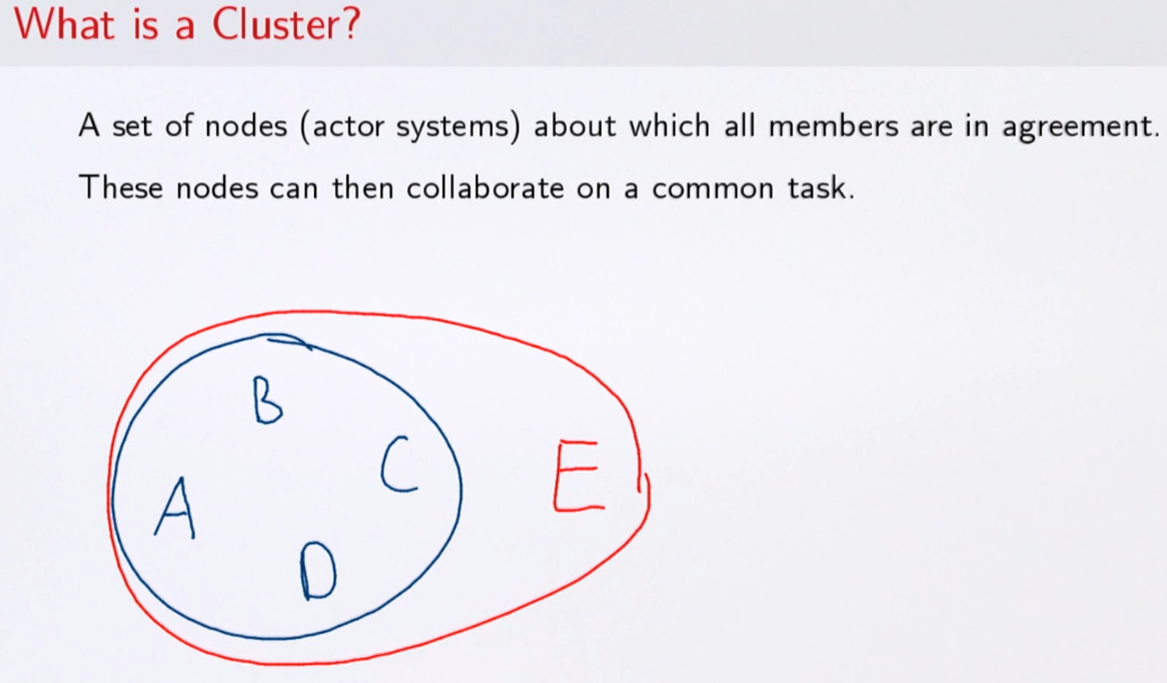 What is a Cluster?
A set of nodes (actor systems) about which all members are in agreement.
These nodes can then collaborate on a common task.
B
C
E
A
D